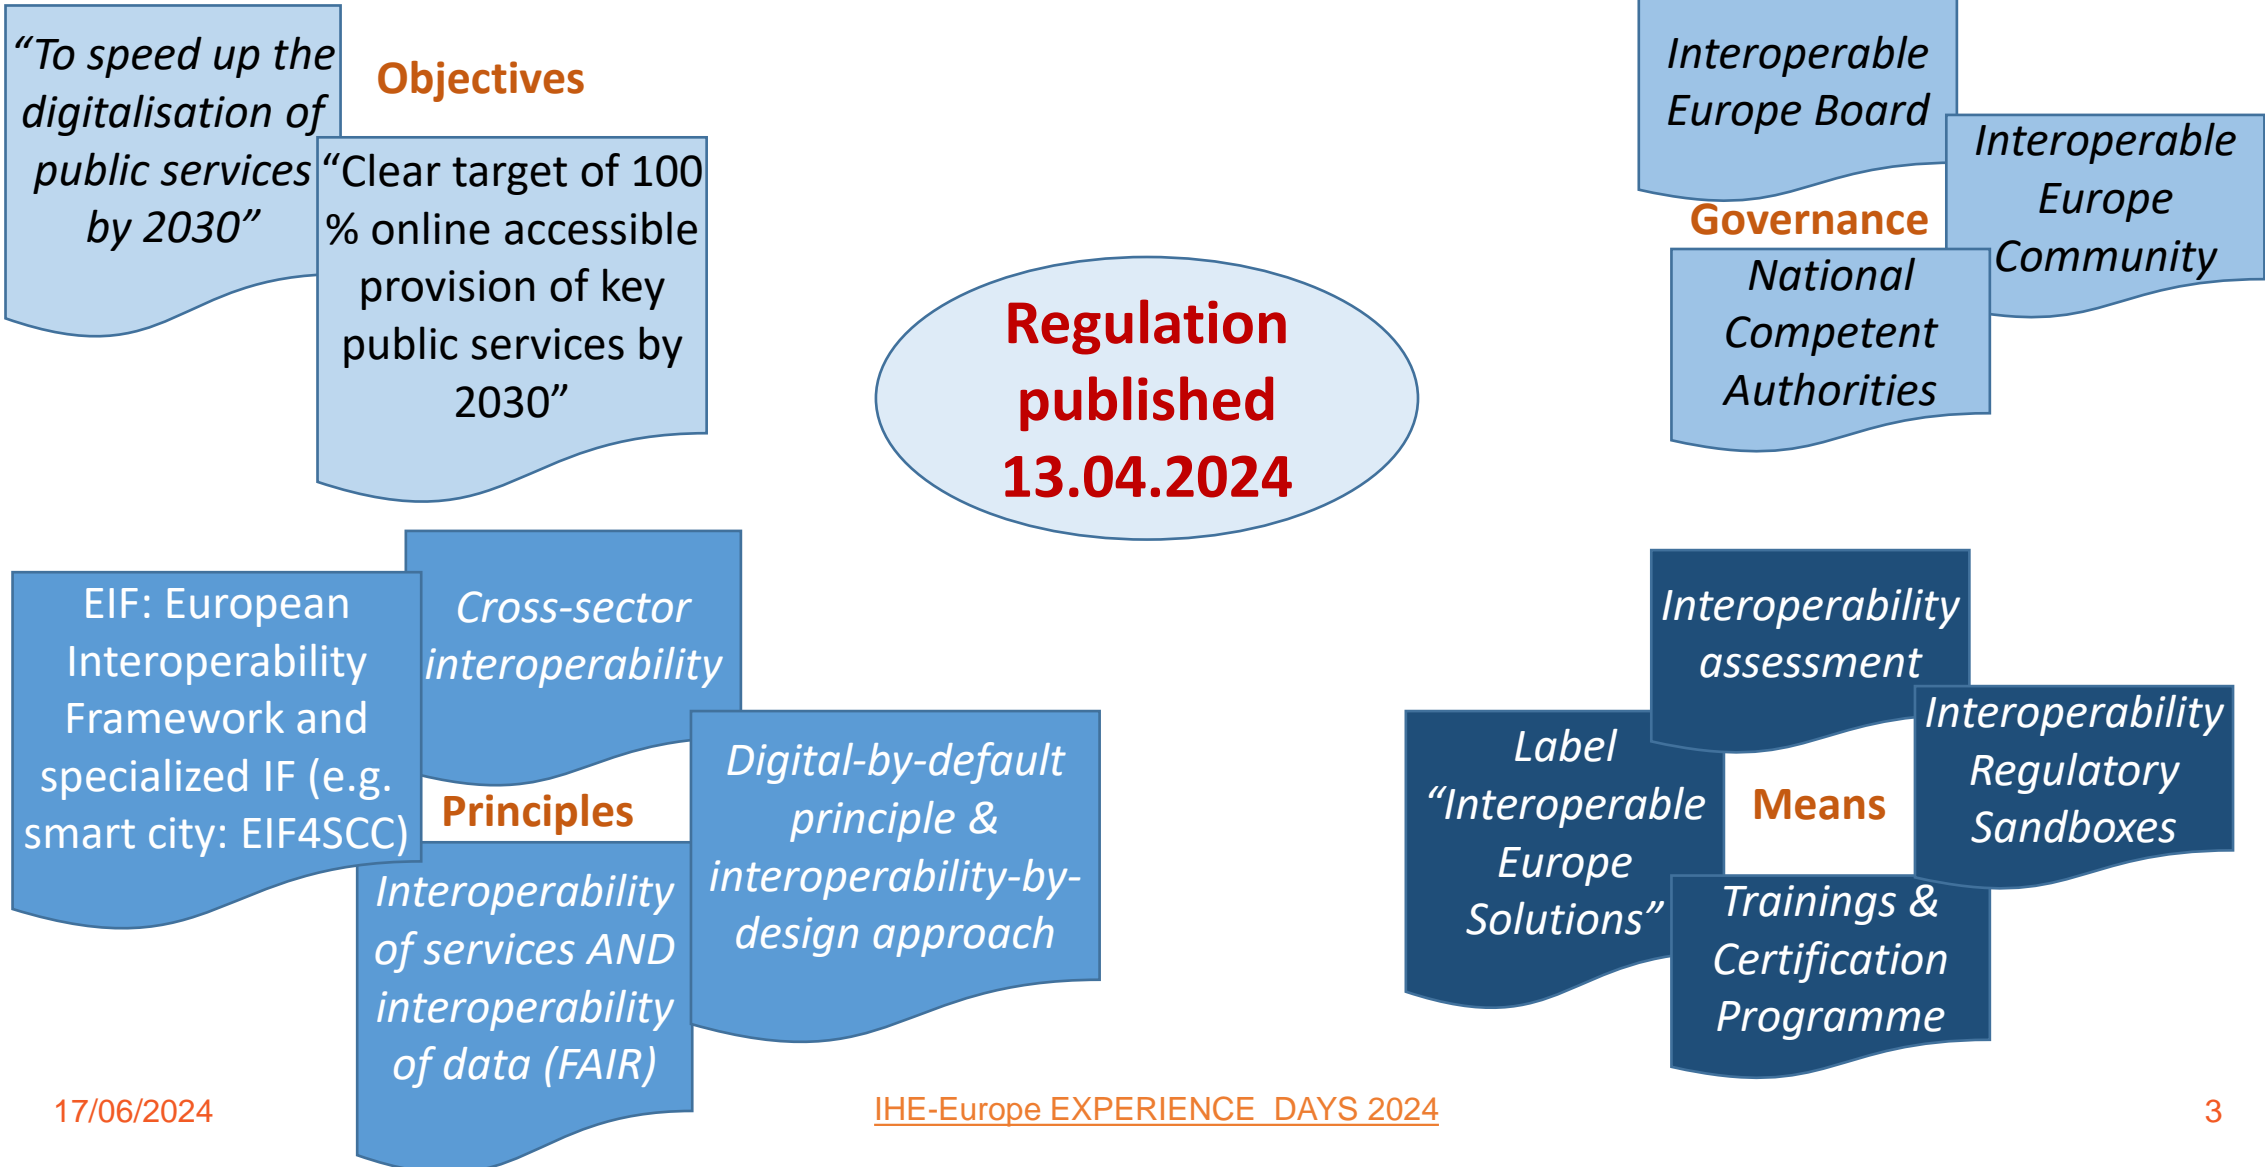 “To speed up the
digitalisation of
public services
by 2030”
Objectives
“Clear target of 100
% online accessible
provision of key
public services by
2030”
Regulation
published
13.04.2024
Interoperable
Europe Board
Interoperable
Europe
Community
Governance
National
Competent
Authorities
EIF: European
Interoperability
Framework and
specialized IF (e.g.
smart city: EIF4SCC)
Cross-sector
interoperability
Principles
Digital-by-default
principle &
interoperability-by-
design approach
Interoperability
of services AND
interoperability
of data (FAIR)
Interoperability
assessment
Label
“Interoperable
Europe
Solutions”
Means
Interoperability
Regulatory
Sandboxes
Trainings &
Certification
Programme
17/06/2024
IHE-Europe EXPERIENCE DAYS 2024
3